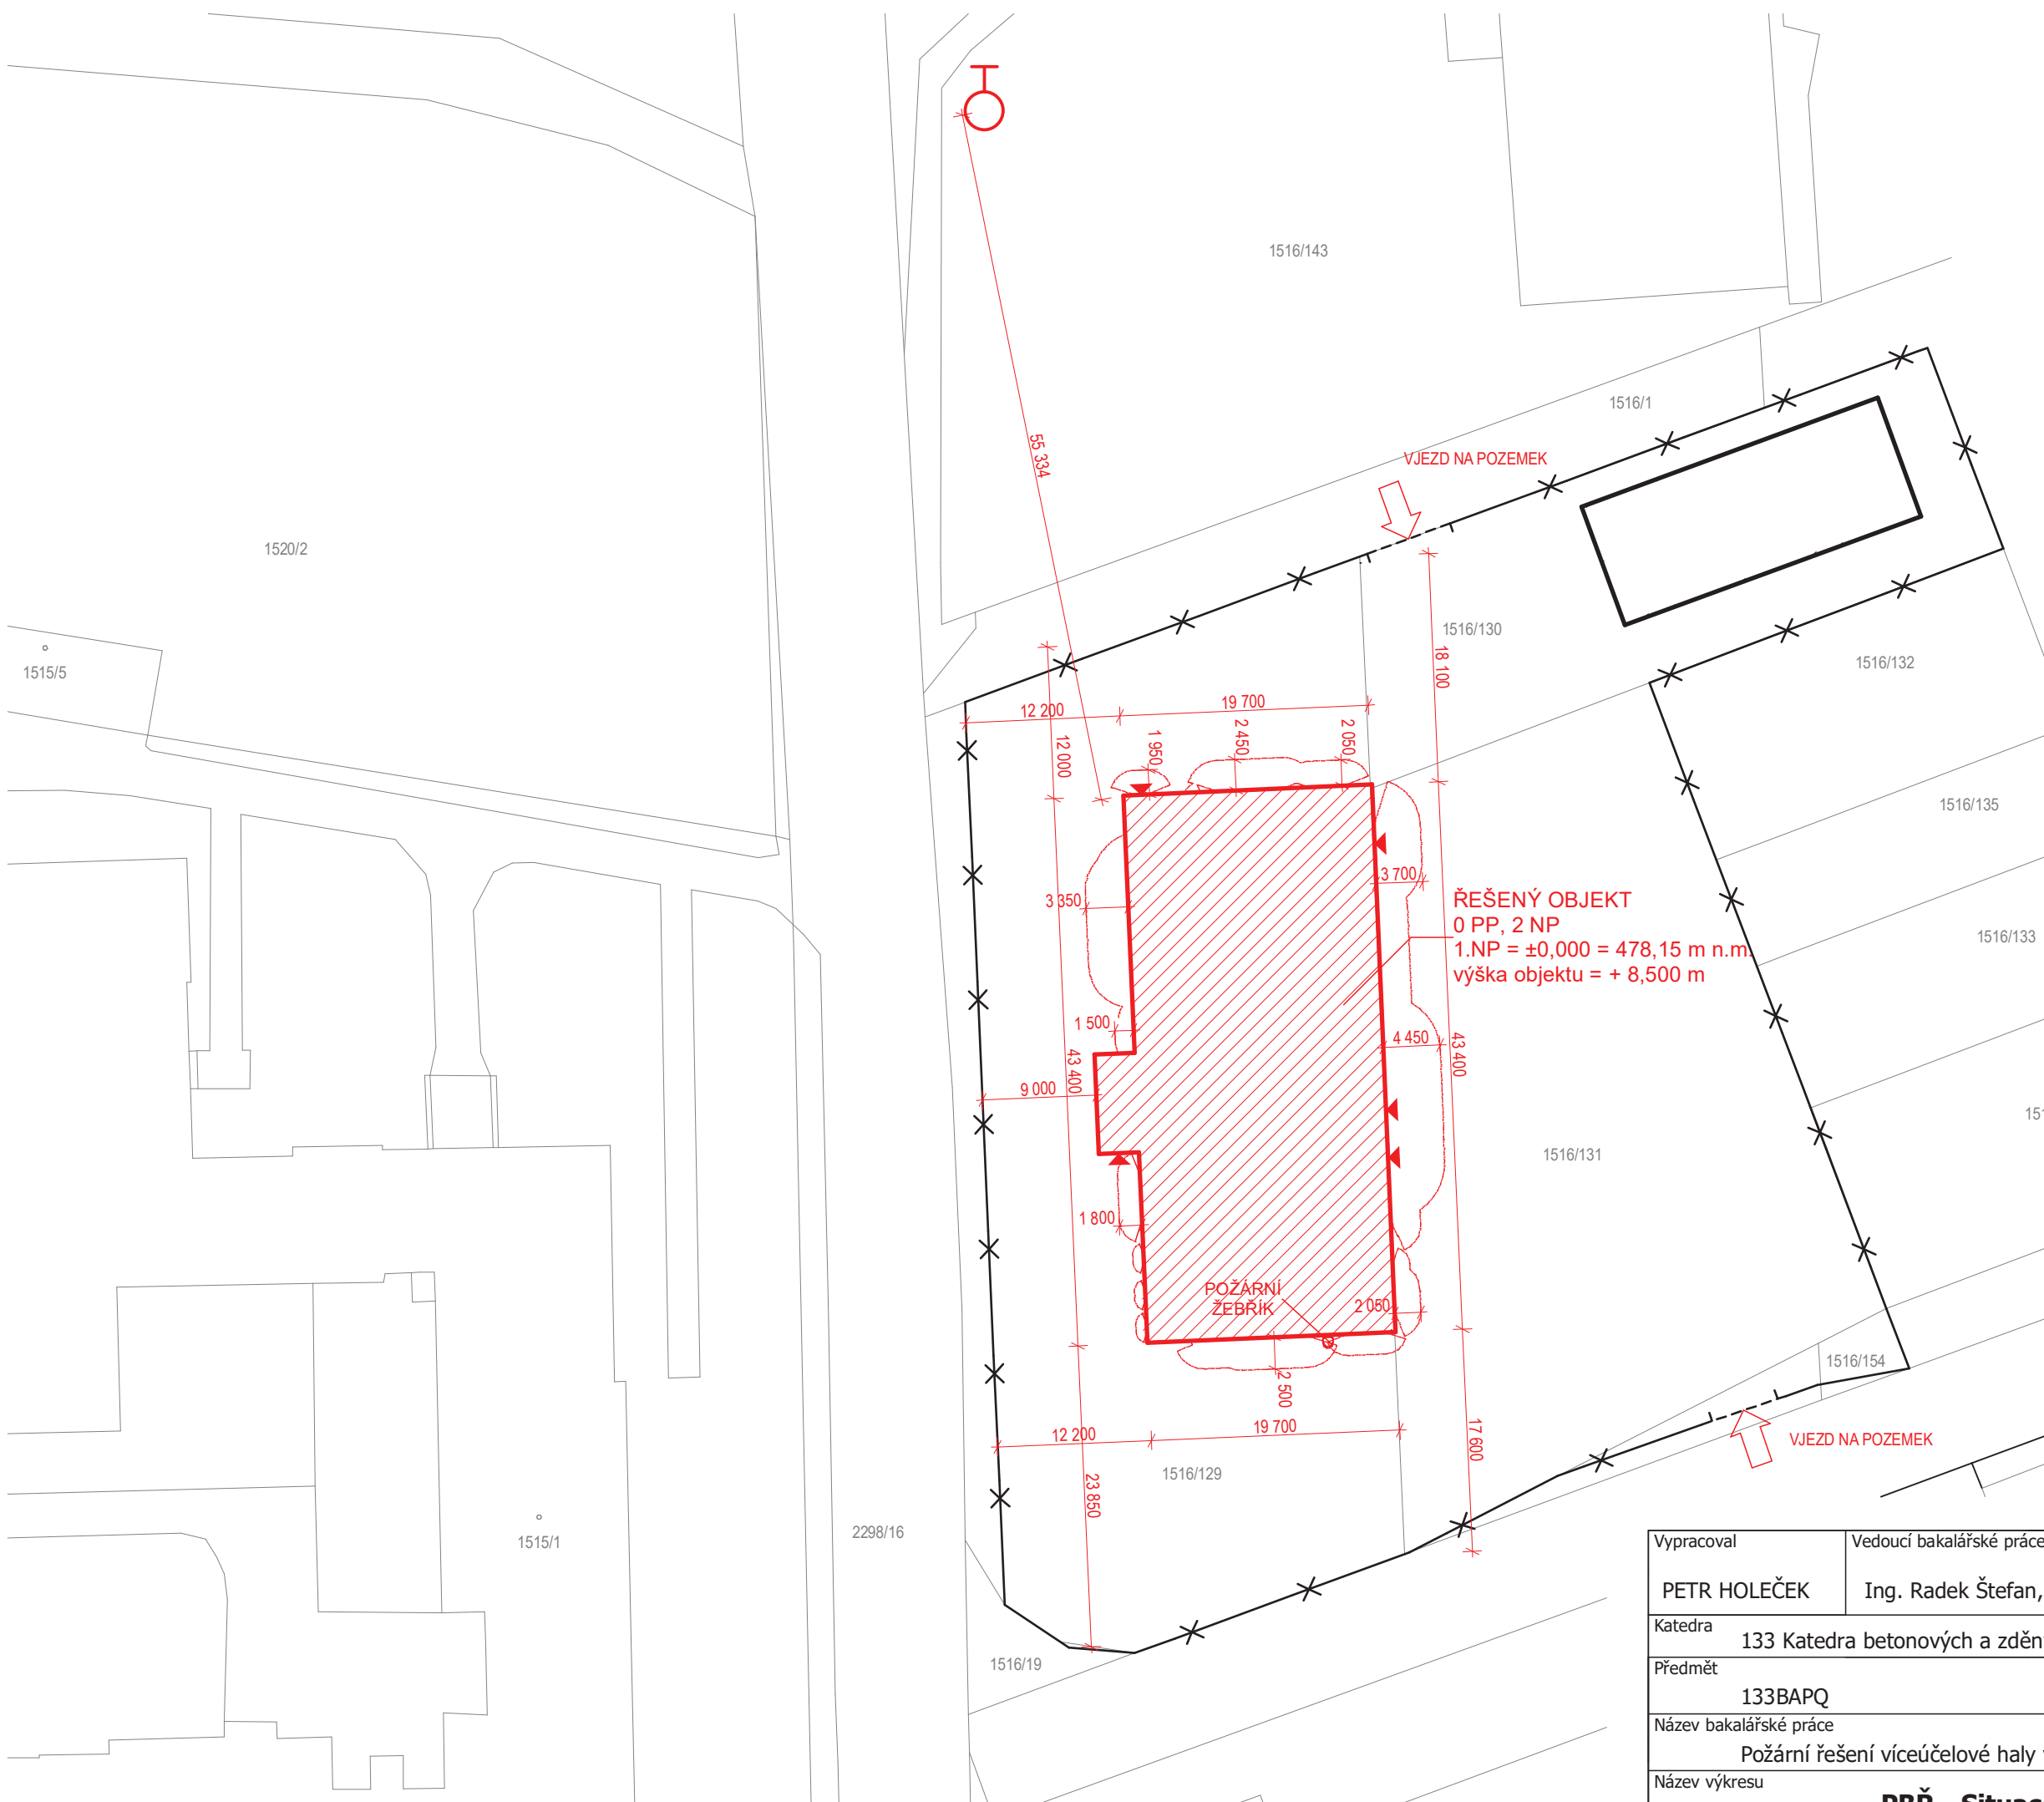 1516/143
1516/1
55 334
VJEZD NA POZEMEK
1520/2
1516/130
1515/5
18 100
1516/132
19 700
12 200
12 000
1 950
2 450
2 050
1516/135
3 700
3 350
ŘEŠENÝ OBJEKT
0 PP, 2 NP
1.NP = ±0,000 = 478,15 m n.m.
výška objektu = + 8,500 m
1516/133
1 500
4 450
43 400
43 400
9 000
1516/131
1 800
POŽÁRNÍ
ŽEBŘÍK
2 050
1516/154
2 500
12 200
19 700
17 600
VJEZD NA POZEMEK
1516/129
23 850
2298/16
1515/1
1516/19
Vypracoval
Vedoucí bakalářské práce
PETR HOLEČEK
Ing. Radek Štefan,
Katedra
133 Katedra betonových a
Předmět
133BAPQ
Název bakalářské práce
Požární řešení víceúčelové haly
Název výkresu